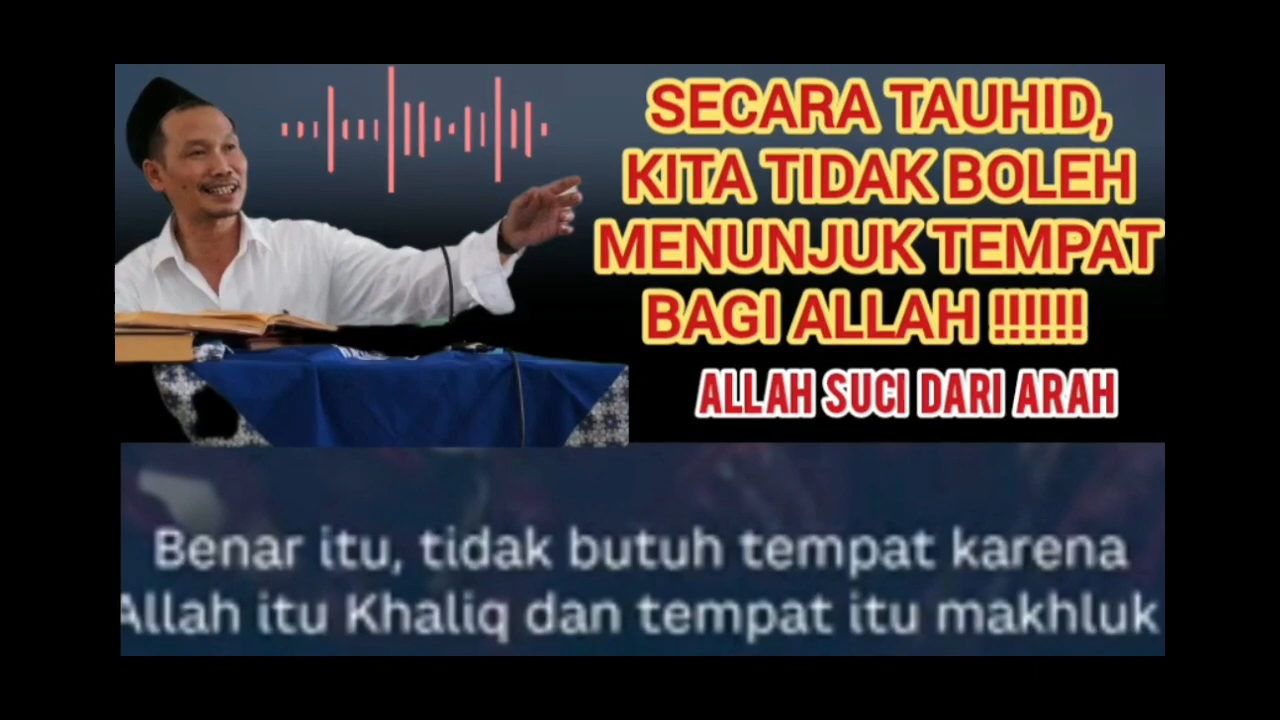 SECARA TAUHID,
KITA TIDAK BOLEH
MENUNJUK TEMPAT
BAGI ALLAH !!!!!!
ALLAH SUCI DARI ARAH
Benar itu, tidak butuh tempat karena
Allah itu Khaliq dan tempat itu makhluk